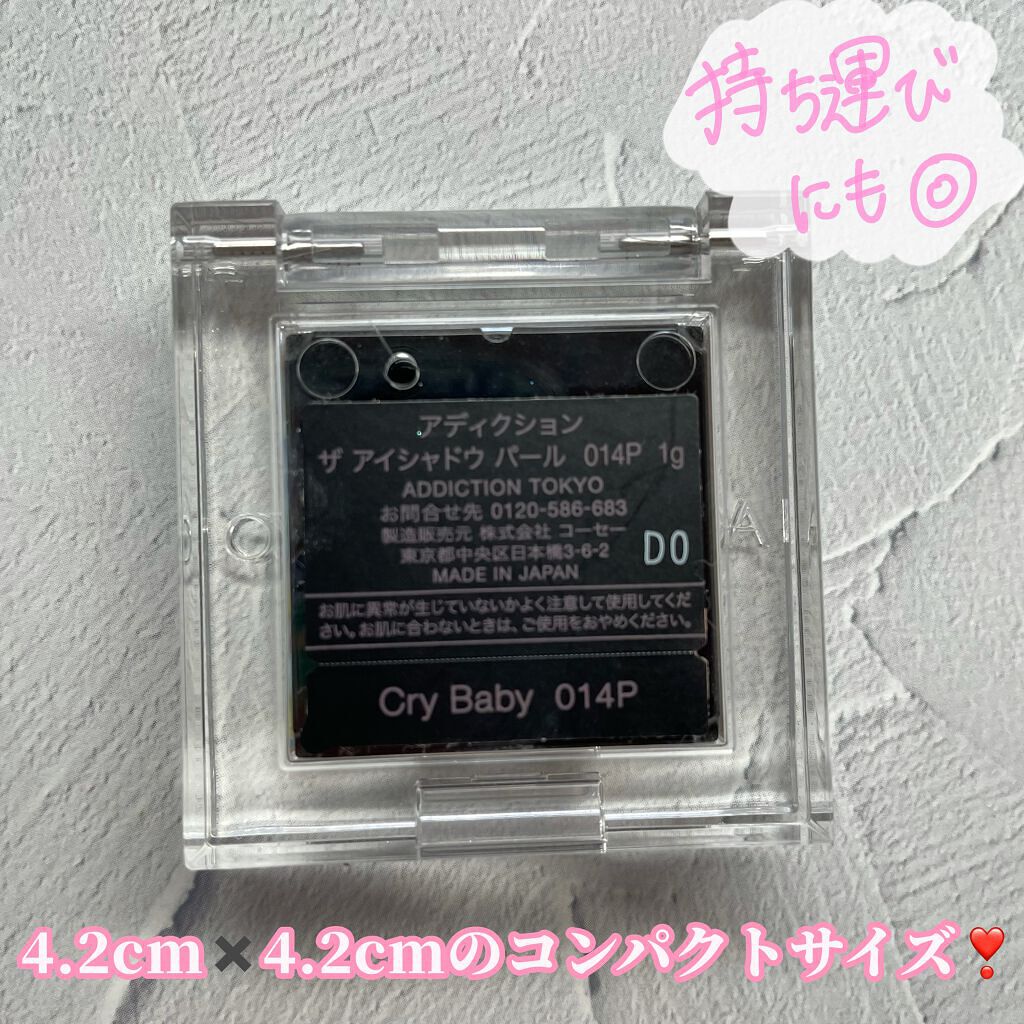 持ち運び
にも◎
アディクション
ザ アイシャドウ パール 014P 1g
ADDICTION TOKYO
お問合せ先 0120-586-683
製造販売元 株式会社 コーセー
東京都中央区日本橋3-6-2
MADE IN JAPAN
D0
お肌に異常が生じていないかよく注意して使用してくだ
さい。お肌に合わないときは、ご使用をおやめください。
Cry Baby 014P
4.2cm✖️4.2cmのコンパクトサイズ❣️